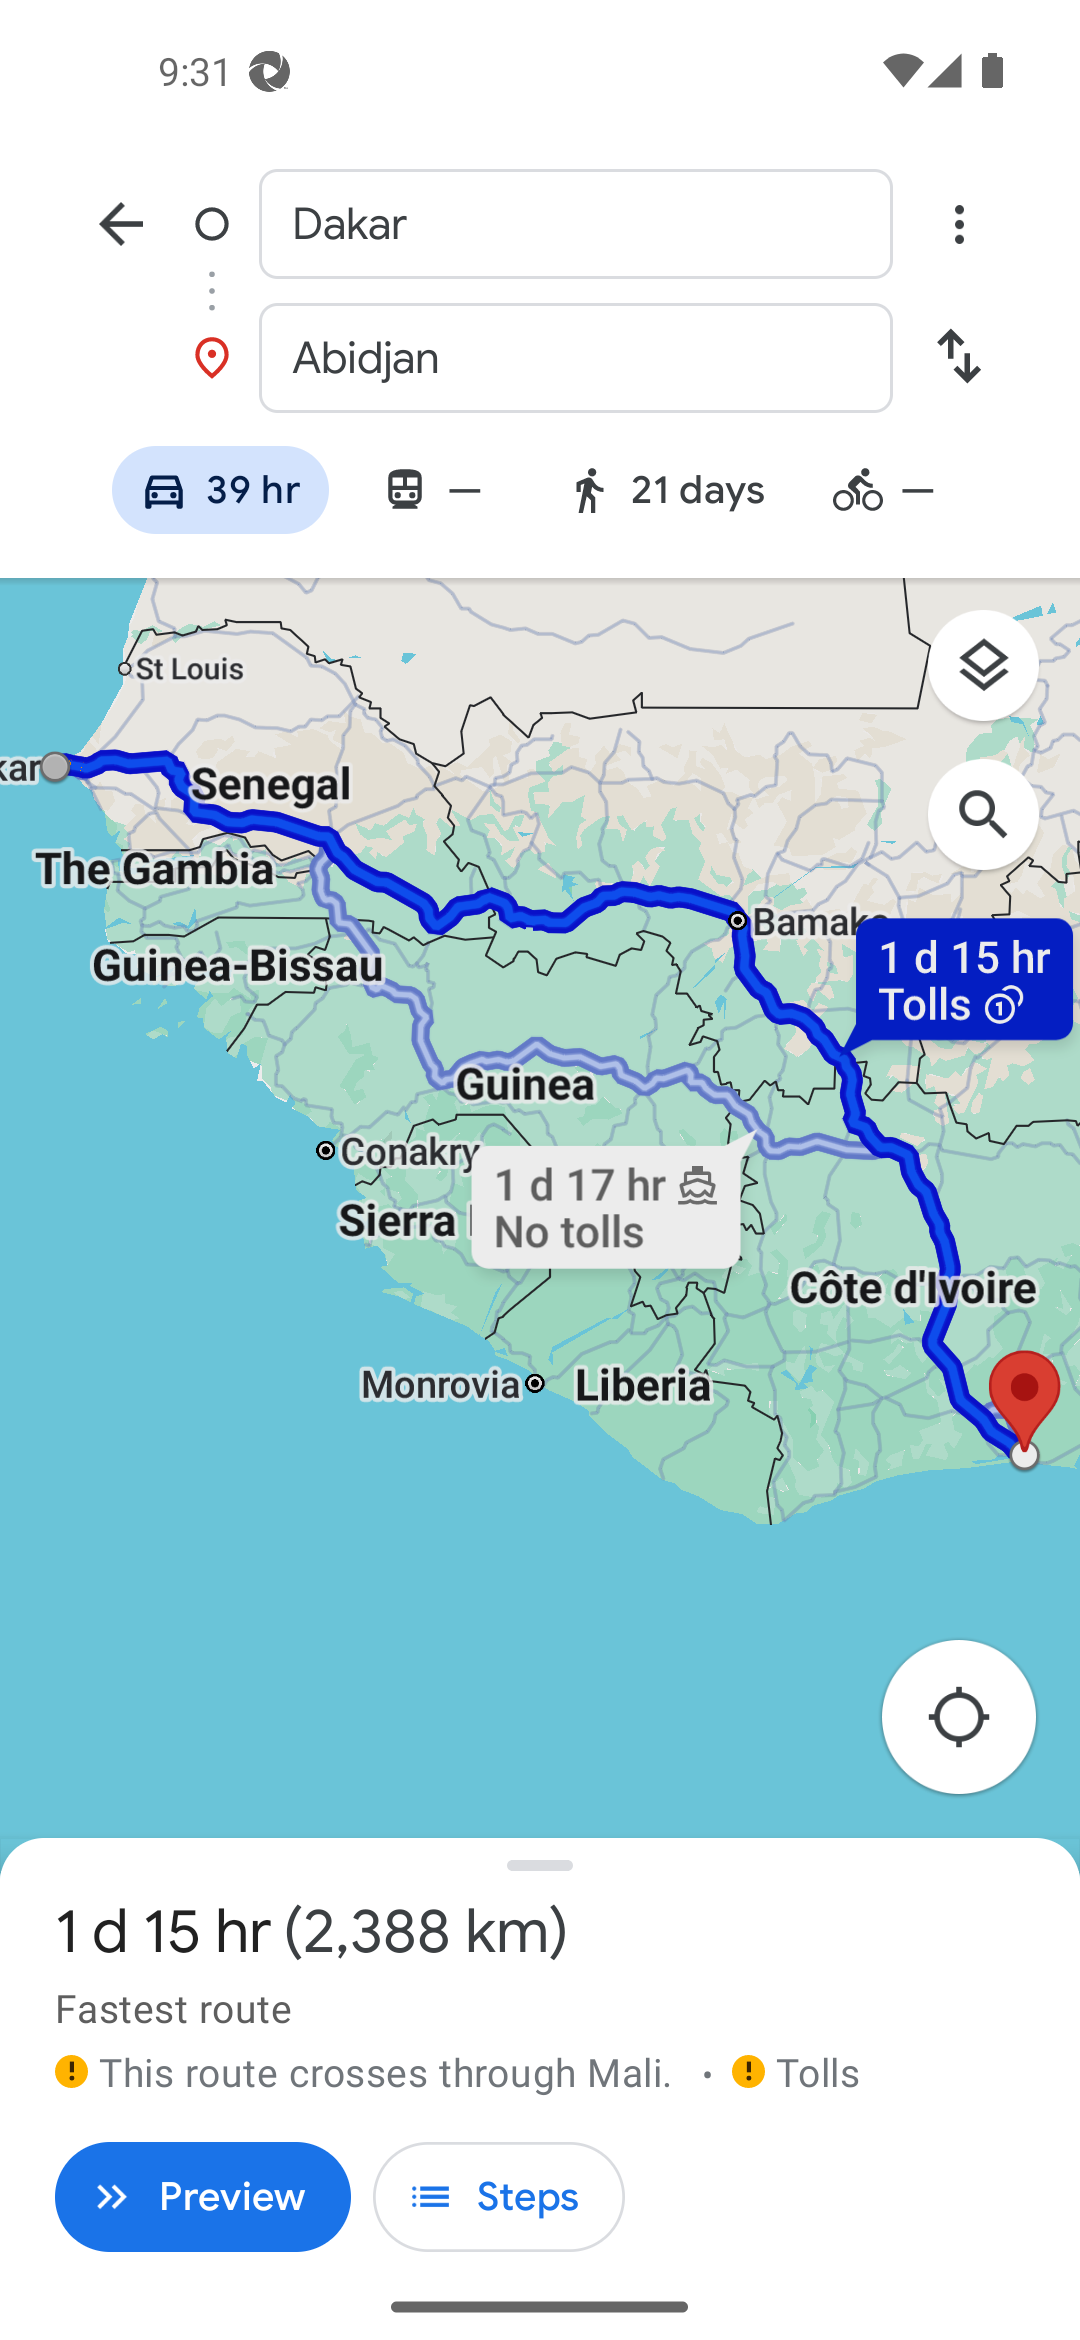 9:31
Dakar
Abidjan
39 hr
—
21 days
—
St Louis
Senegal
The Gambia
Guinea-Bissau
1 d 15 hr
Tolls
Guinea
Conakry
1 d 17 hr
No tolls
Sierra
Côte d'Ivoire
Monrovia
Liberia
1 d 15 hr (2,388 km)
Fastest route
This route crosses through Mali. • Tolls
Preview
Steps